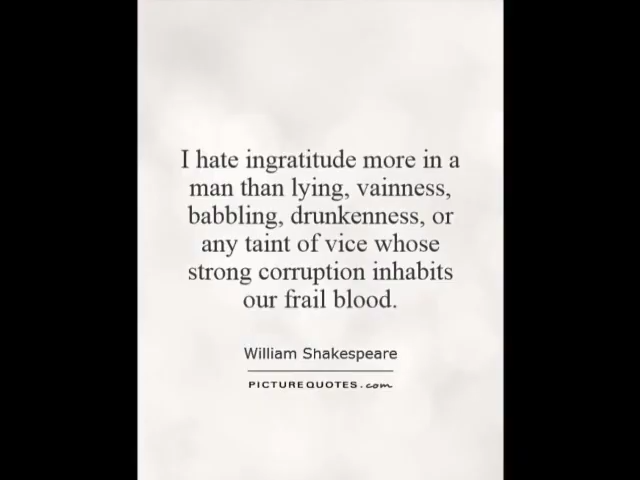 I hate ingratitude more in a
man than lying, vainness,
babbling, drunkenness, or
any taint of vice whose
strong corruption inhabits
our frail blood.
William Shakespeare
PICTUREQUOTES.com